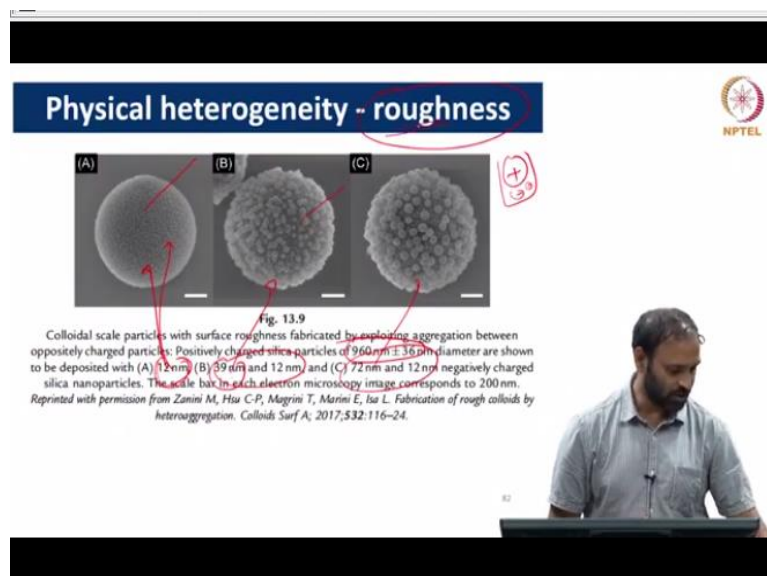 Physical heterogeneity - roughness
NPTEL
(A) (B) (C)
+
Fig. 13.9
Colloidal scale particles with surface roughness fabricated by exploiting aggregation between
oppositely charged particles: Positively charged silica particles of 960 nm ± 36 nm diameter are shown
to be deposited with (A) 12 nm, (B) 39 nm and 12 nm and (C) 72 nm and 12 nm negatively charged
silica nanoparticles. The scale bar in each electron microscopy image corresponds to 200 nm.
Reprinted with permission from Zanini M, Hsu C-P, Magrini T, Marini E, Isa L. Fabrication of rough colloids by
heteroaggregation. Colloids Surf A; 2017;532:116–24.
82